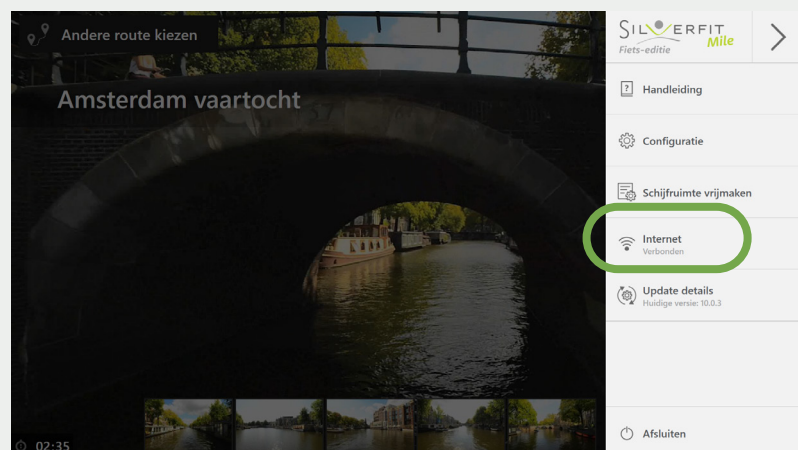 Andere route kiezen
Amsterdam vaartocht
02:35
SILVERFIT
Mile
Fiets-editie
Handleiding
Configuratie
Schijfruimte vrijmaken
Internet
Verbonden
Update details
Huidige versie: 10.0.3
Afsluiten